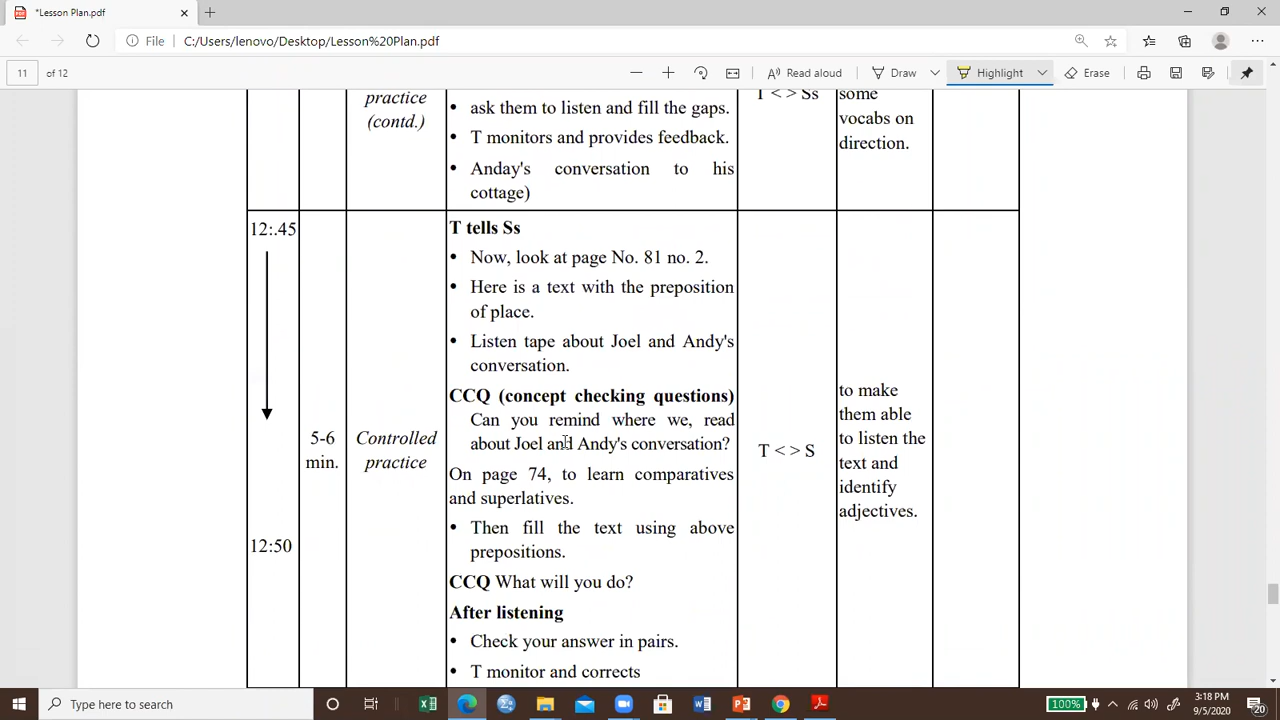 *Lesson Plan.pdf
File
C:/Users/lenovo/Desktop/Lesson%20Plan.pdf
11
of 12
Read aloud
Draw
Highlight
Erase
practice
(contd.)
ask them to listen and fill the gaps.
• T monitors and provides feedback.
• Anday's conversation to his
cottage)
T < > Ss
some
vocabs on
direction.
12:.45
5-6
min.
12:50
Controlled
practice
T tells Ss
• Now, look at page No. 81 no. 2.
• Here is a text with the preposition
of place.
• Listen tape about Joel and Andy's
conversation.
CCQ (concept checking questions)
Can you remind where we, read
about Joel and Andy's conversation?
On page 74, to learn comparatives
and superlatives.
• Then fill the text using above
prepositions.
CCQ What will you do?
After listening
• Check your answer in pairs.
• T monitor and corrects
T < > S
to make
them able
to listen the
text and
identify
adjectives.
Type here to search
100%
3:18 PM
9/5/2020
20